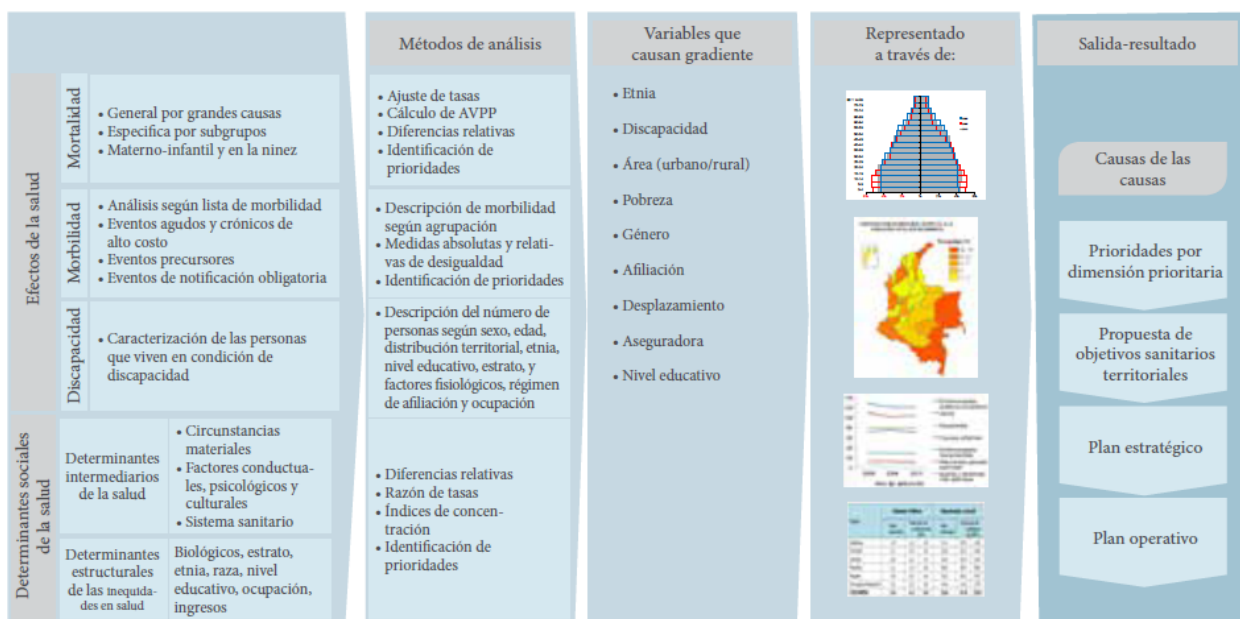 Métodos de análisis
Variables que
causan gradiente
Representado
a través de:
Salida-resultado
Efectos de la salud
Mortalidad
• General por grandes causas
• Especifica por subgrupos
• Materno-infantil y en la ninez
• Ajuste de tasas
• Cálculo de AVPP
• Diferencias relativas
• Identificación de
prioridades
Morbilidad
• Análisis según lista de morbilidad
• Eventos agudos y crónicos de
alto costo
• Eventos precursores
• Eventos de notificación obligatoria
• Descripción de morbilidad
según agrupación
• Medidas absolutas y relati-
vas de desigualdad
• Identificación de prioridades
Discapacidad
• Caracterización de las personas
que viven en condición de
discapacidad
• Descripción del número de
personas según sexo, edad,
distribución territorial, etnia,
nivel educativo, estrato, y
factores fisiológicos, régimen
de afiliación y ocupación
Determinantes sociales
de la salud
Determinantes
intermediarios
de la salud
• Circunstancias
materiales
• Factores conductua-
les, psicológicos y
culturales
• Sistema sanitario
Determinantes
estructurales
de las inequida-
des en salud
Biológicos, estrato,
etnia, raza, nivel
educativo, ocupación,
ingresos
• Diferencias relativas
• Razón de tasas
• Índices de concen-
tración
• Identificación de
prioridades
• Etnia
• Discapacidad
• Área (urbano/rural)
• Pobreza
• Género
• Afiliación
• Desplazamiento
• Aseguradora
• Nivel educativo
Causas de las
causas
Prioridades por
dimensión prioritaria
Propuesta de
objetivos sanitarios
territoriales
Plan estratégico
Plan operativo